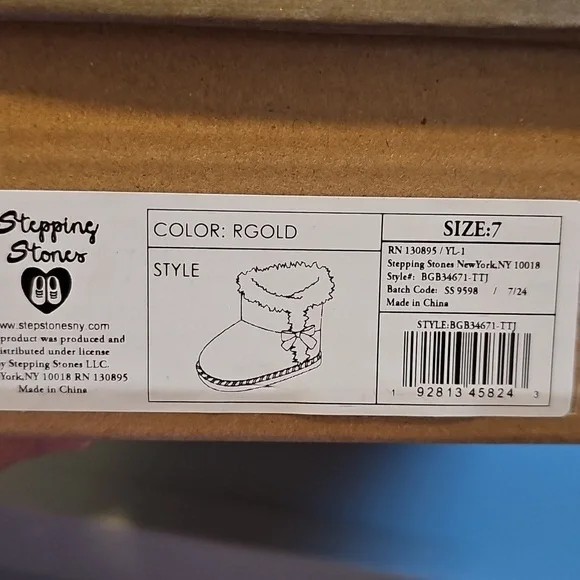 Stepping
Stones
www.stepstonesny.com
product was produced and
distributed under license
by Stepping Stones LLC.
York,NY 10018 RN 130895
Made in China
COLOR: RGOLD
STYLE
SIZE:7
RN 130895 / YL-1
Stepping Stones NewYork,NY 10018
Style#: BGB34671-TTJ
Batch Code: SS 9598 / 7/24
Made in China
STYLE:BGB34671-TTJ
1 92813 45824 3